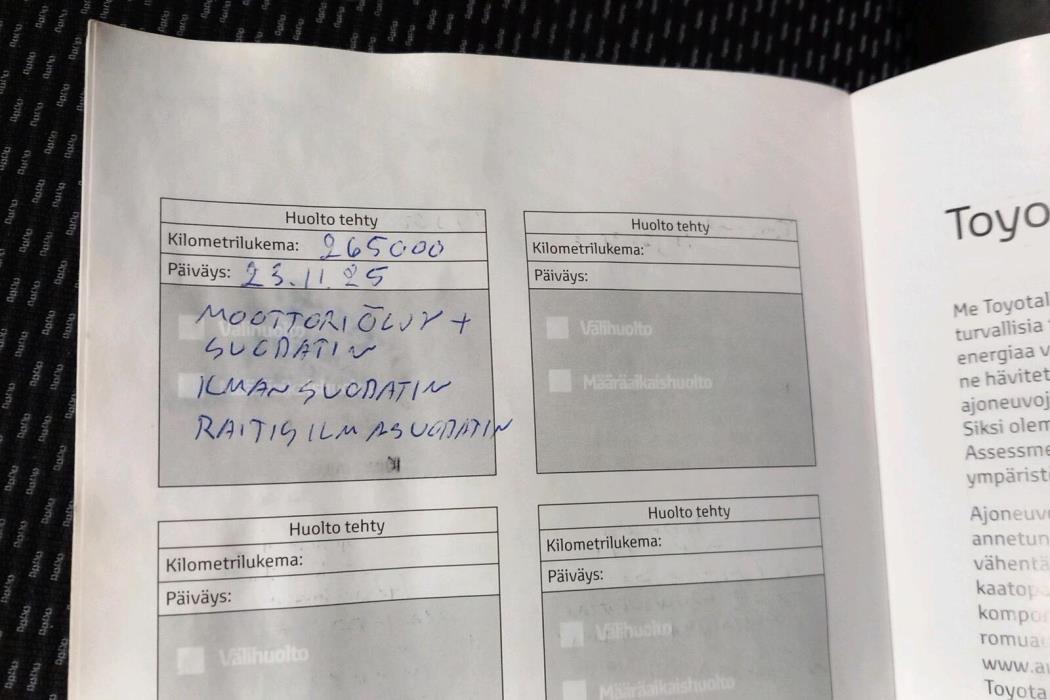 Huolto tehty
Kilometrilukema: 265000
Päiväys: 23.11.25
MOOTTORIÖLJY +
SUODATIN
ILMANSUODATIN
RAITISILMASUODATIN
Huolto tehty
Kilometrilukema:
Päiväys:
Välihuolto
Määräaikaishuolto
Huolto tehty
Kilometrilukema:
Päiväys:
Välihuolto
Huolto tehty
Kilometrilukema:
Päiväys:
Välihuolto
Määräaikaishuolto
Toyo
Me Toyotal
turvallisia
energiaa v
ne hävitet
ajoneuvoj
Siksi olem
Assessme
ympärist
Ajoneuv
annetun
vähentä
kaatop
kompo
romua
www.a
Toyota